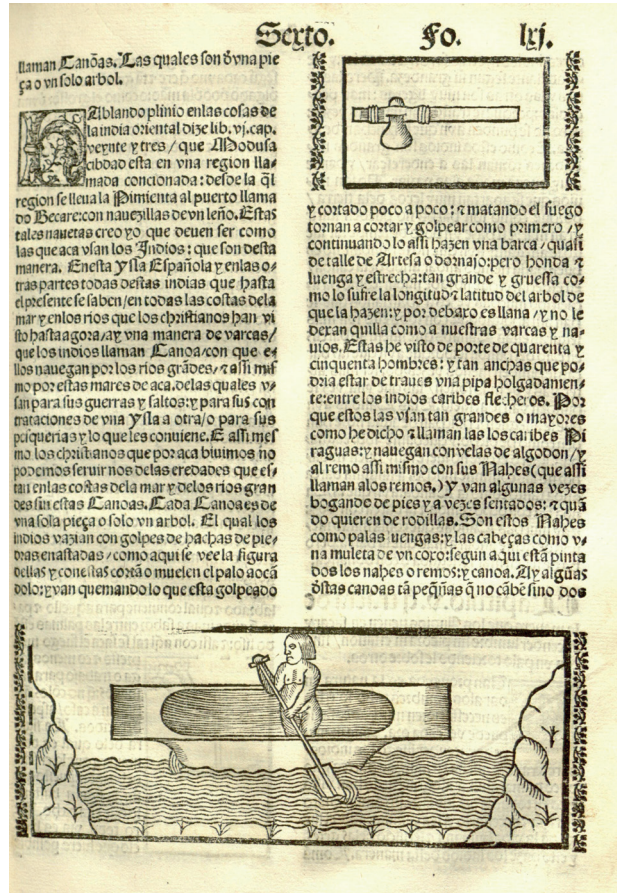 Sexto. Fo. lxj.
llaman Canõas. Las quales son d̃vna pie
ça o vn solo arbol.
HAblando plinio enlas cosas de
la india oriental dize lib. vj. cap.
veynte y tres / que Modusa
cibdad esta en vna region lla-
mada concionada: desde la q̃l
region se lleua la Pimienta al puerto llama
do Becare: con nauezillas de vn leño. Estas
tales nauetas creo yo que deuen ser como
las que aca vsan los Indios: que son desta
manera. Enesta Ysla Española y enlas o-
tras partes todas destas indias que hasta
el presente se saben / en todas las costas dela
mar y enlos rios que los christianos han vi
sto hasta agora / ay vna manera de varcas /
que los indios llaman Canoa / con que e-
llos nauegan por los rios grãdes / ⁊ assi mis
mo por estas mares de aca. delas quales v-
san para sus guerras y saltos: y para sus con
trataciones de vna Ysla a otra / o para sus
pesquerias y lo que les conuiene. E assi mes
mo los christianos que por aca biuimos no
podemos seruir nos delas eredades que es-
tan enlas costas dela mar y delos rios gran
des sin estas Canoas. Cada Canoa es de
vna sola pieça o solo vn arbol. El qual los
indios vazian con golpes de hachas de pie-
dras enastadas / como aqui se vee la figura
dellas y con estas cortã o muelen el palo aocã
dolo: y van quemando lo que esta golpeado
y cortado poco a poco: ⁊ matando el fuego
tornan a cortar y golpear como primero / y
continuando lo assi hazen vna barca / quasi
de talle de Artesa o dornajo: pero honda ⁊
luenga y estrecha: tan grande y gruessa co-
mo lo sufre la longitud ⁊ latitud del arbol de
que la hazen: y por debaxo es llana / y no le
dexan quilla como a nuestras varcas y na-
uios. Estas he visto de porte de quarenta y
cinquenta hombres: y tan anchas que po-
dria estar de traues vna pipa holgadamien-
te: entre los indios caribes flecheros. Por
que estos las vsan tan grandes o mayores
como he dicho ⁊ llaman las los caribes Pi
raguas: y nauegan con velas de algodon / y
al remo assi mismo con sus Nahes (que assi
llaman alos remos.) Y van algunas vezes
bogando de pies y a vezes sentados: ⁊ quã
do quieren de rodillas. Son estos Nahes
como palas luengas: y las cabeças como v-
na muleta de vn coxo: segun aqui estã pinta
dos los nahes o remos: y canoa. Ay algũas
d̃stas canoas tã peq̃ñas q̃ no cabẽ sino dos